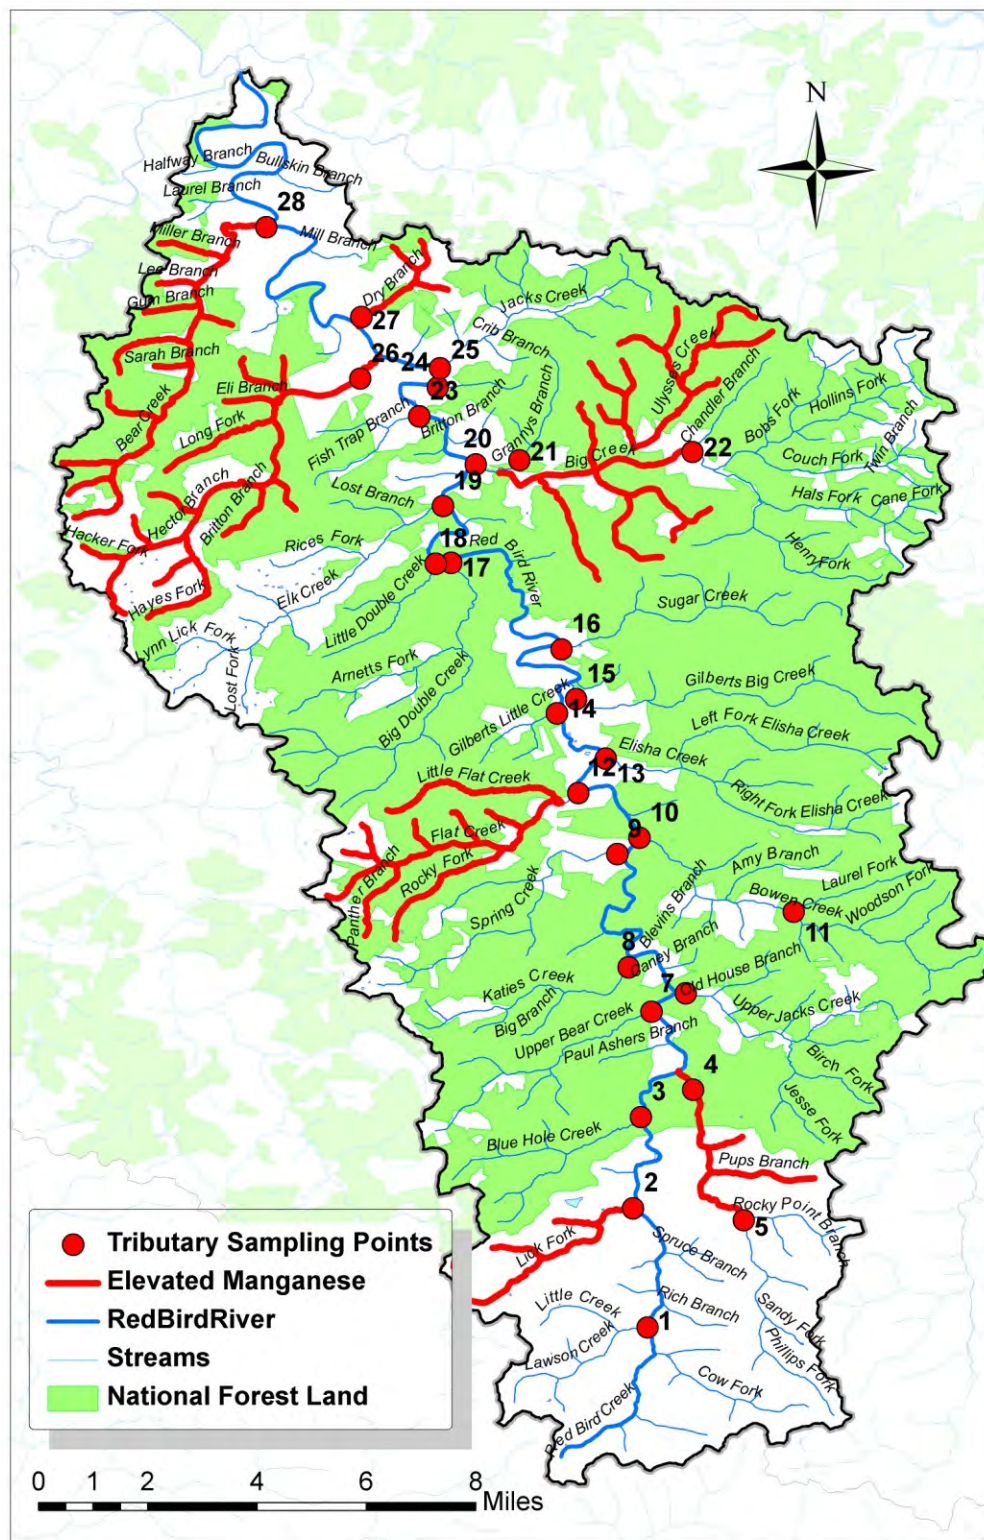 N
Halfway Branch
Bullskin Branch
Laurel Branch
28
Miller Branch
Mill Branch
Lee Branch
Dry Branch
Gum Branch
Jacks Creek
27
Crib Branch
Sarah Branch
26
24
25
Ulysses Creek
Chandler Branch
Hollins Fork
Eli Branch
23
Grannys Branch
Bobs Fork
Bear Creek
Long Fork
Fish Trap Branch
Britton Branch
20
21
Big Creek
22
Couch Fork
Twin Branch
19
Hector Branch
Britton Branch
Lost Branch
Hals Fork
Cane Fork
Hacker Fork
Rices Fork
18
Red
Bird River
Henry Fork
17
Hayes Fork
Elk Creek
Little Double Creek
Sugar Creek
Lynn Lick Fork
16
Lost Fork
Arnetts Fork
15
Gilberts Big Creek
Big Double Creek
Gilberts Little Creek
14
Left Fork Elisha Creek
Elisha Creek
12
13
Little Flat Creek
Right Fork Elisha Creek
10
9
Flat Creek
Amy Branch
Panther Branch
Rocky Fork
Laurel Fork
Spring Creek
Blevins Branch
Bowen Creek
Woodson Fork
11
8
Caney Branch
Katies Creek
7
Old House Branch
Big Branch
Upper Bear Creek
Upper Jacks Creek
Paul Ashers Branch
Birch Fork
4
3
Jesse Fork
Blue Hole Creek
Pups Branch
2
Rocky Point Branch
5
Lick Fork
Spruce Branch
Rich Branch
Little Creek
Sandy Fork
1
Lawson Creek
Phillips Fork
Cow Fork
Red Bird Creek
Tributary Sampling Points
Elevated Manganese
RedBirdRiver
Streams
National Forest Land
0 1 2 4 6 8
Miles